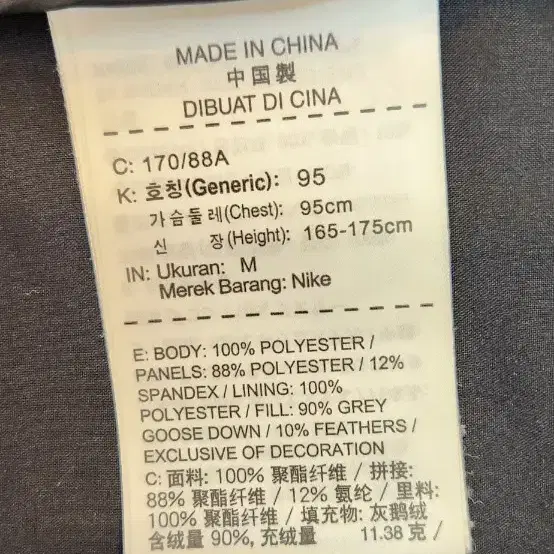 MADE IN CHINA
中国製
DIBUAT DI CINA
C: 170/88A
K: 호칭(Generic): 95
가슴둘레(Chest): 95cm
신 장(Height): 165-175cm
IN: Ukuran: M
Merek Barang: Nike
E: BODY: 100% POLYESTER /
PANELS: 88% POLYESTER / 12%
SPANDEX / LINING: 100%
POLYESTER / FILL: 90% GREY
GOOSE DOWN / 10% FEATHERS /
EXCLUSIVE OF DECORATION
C: 面料: 100% 聚酯纤维 / 拼接:
88% 聚酯纤维 / 12% 氨纶 / 里料:
100% 聚酯纤维 / 填充物: 灰鹅绒
含绒量 90%, 充绒量 11.38 克 /